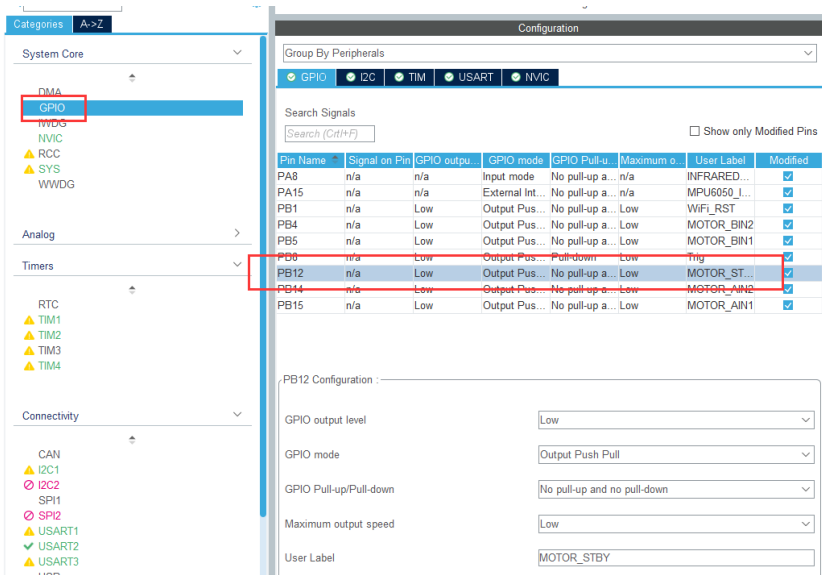 Categories A->Z
System Core
DMA
GPIO
IWDG
NVIC
RCC
SYS
WWDG
Analog
Timers
RTC
TIM1
TIM2
TIM3
TIM4
Connectivity
CAN
I2C1
I2C2
SPI1
SPI2
USART1
USART2
USART3
Configuration
Group By Peripherals
GPIO I2C TIM USART NVIC
Search Signals
Search (Crtl+F) Show only Modified Pins
Pin Name Signal on Pin GPIO outpu... GPIO mode GPIO Pull-u... Maximum o... User Label Modified
PA8 n/a n/a Input mode No pull-up a... n/a INFRARED...
PA15 n/a n/a External Int... No pull-up a... n/a MPU6050_I...
PB1 n/a Low Output Pus... No pull-up a... Low WiFi_RST
PB4 n/a Low Output Pus... No pull-up a... Low MOTOR_BIN2
PB5 n/a Low Output Pus... No pull-up a... Low MOTOR_BIN1
n/a Low Output Pus... Pull-down Low Trig
PB12 n/a Low Output Pus... No pull-up a... Low MOTOR_ST...
PB14 n/a Low Output Pus... No pull-up a... Low MOTOR_AIN2
PB15 n/a Low Output Pus... No pull-up a... Low MOTOR_AIN1
PB12 Configuration :
GPIO output level Low
GPIO mode Output Push Pull
GPIO Pull-up/Pull-down No pull-up and no pull-down
Maximum output speed Low
User Label MOTOR_STBY